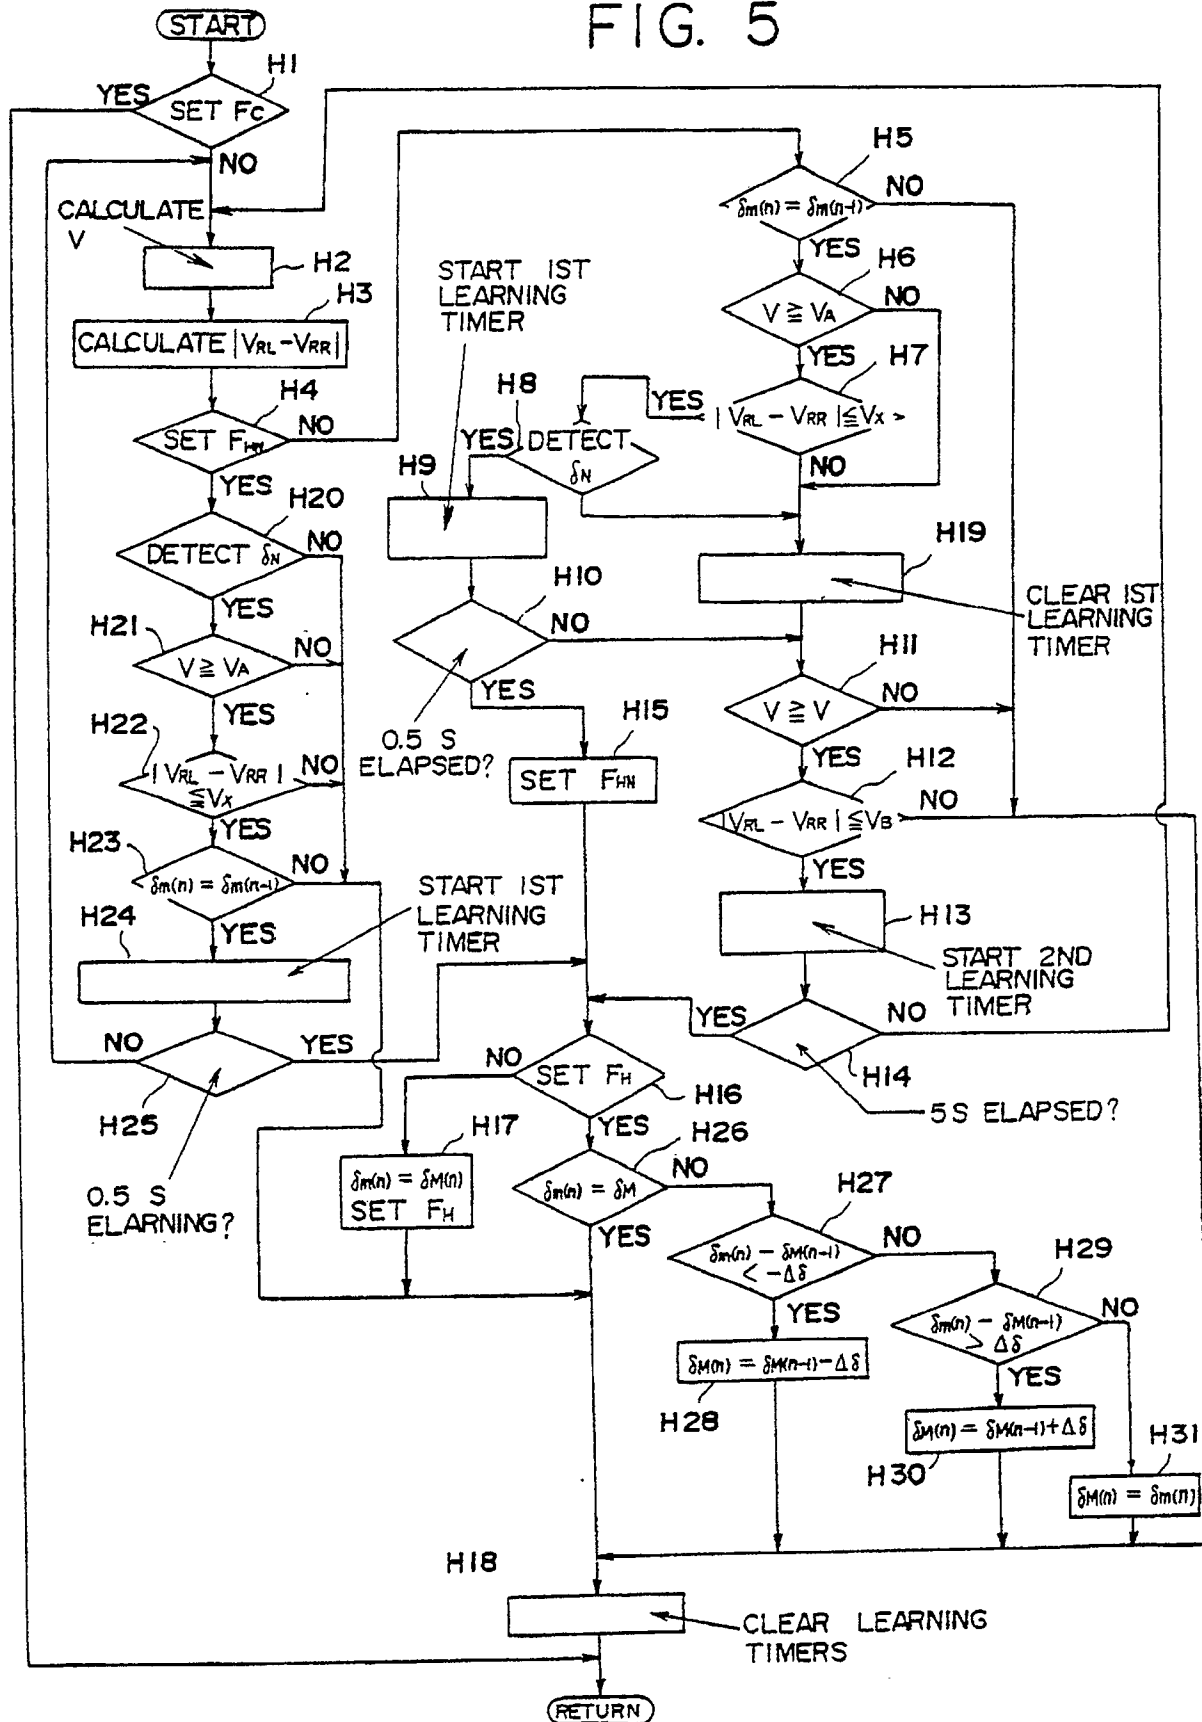 FIG. 5
START
H1
YES
SET FC
NO
CALCULATE
V
H2
H3
CALCULATE |VRL-VRR|
H4
SET FHN
NO
YES
H20
DETECT δN
NO
YES
H21
V ≧ VA
NO
YES
H22
|VRL - VRR|
≦VX
NO
YES
H23
δm(n) = δm(n-1)
NO
YES
H24
START 1ST
LEARNING
TIMER
NO
YES
H25
0.5 S
ELARNING?
H5
δm(n) = δm(n-1)
NO
YES
H6
V ≧ VA
NO
YES
H7
|VRL - VRR|≦VX
YES
NO
H8
DETECT
δN
YES
START 1ST
LEARNING
TIMER
H9
H10
NO
YES
0.5 S
ELAPSED?
H15
SET FHN
H19
CLEAR 1ST
LEARNING
TIMER
H11
V ≧ V
NO
YES
H12
|VRL - VRR|≦VB
NO
YES
H13
START 2ND
LEARNING
TIMER
YES
NO
H14
5S ELAPSED?
NO
SET FH
H16
YES
H17
δm(n) = δM(n)
SET FH
H26
δm(n) = δM
NO
YES
H27
δm(n) - δM(n-1)
< -Δδ
NO
YES
δM(n) = δM(n-1)-Δδ
H28
H29
δm(n) - δM(n-1)
> Δδ
NO
YES
δM(n) = δM(n-1)+Δδ
H30
H31
δM(n) = δm(n)
H18
CLEAR LEARNING
TIMERS
RETURN